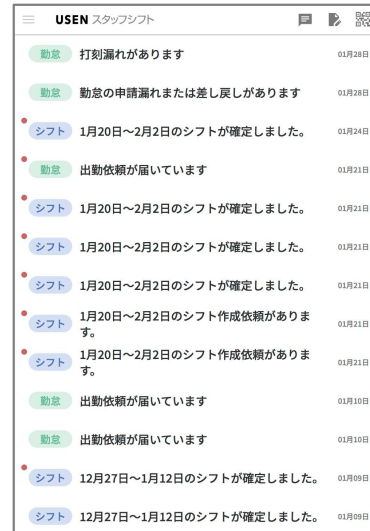 USEN スタッフシフト
勤怠 打刻漏れがあります 01月28日
勤怠 勤怠の申請漏れまたは差し戻しがあります 01月28日
シフト 1月20日～2月2日のシフトが確定しました。 01月24日
勤怠 出勤依頼が届いています 01月21日
シフト 1月20日～2月2日のシフトが確定しました。 01月21日
シフト 1月20日～2月2日のシフトが確定しました。 01月21日
シフト 1月20日～2月2日のシフトが確定しました。 01月21日
シフト 1月20日～2月2日のシフト作成依頼がありま
す。 01月21日
シフト 1月20日～2月2日のシフト作成依頼がありま
す。 01月21日
勤怠 出勤依頼が届いています 01月10日
勤怠 出勤依頼が届いています 01月10日
シフト 12月27日～1月12日のシフトが確定しました。 01月09日
シフト 12月27日～1月12日のシフトが確定しました。 01月09日